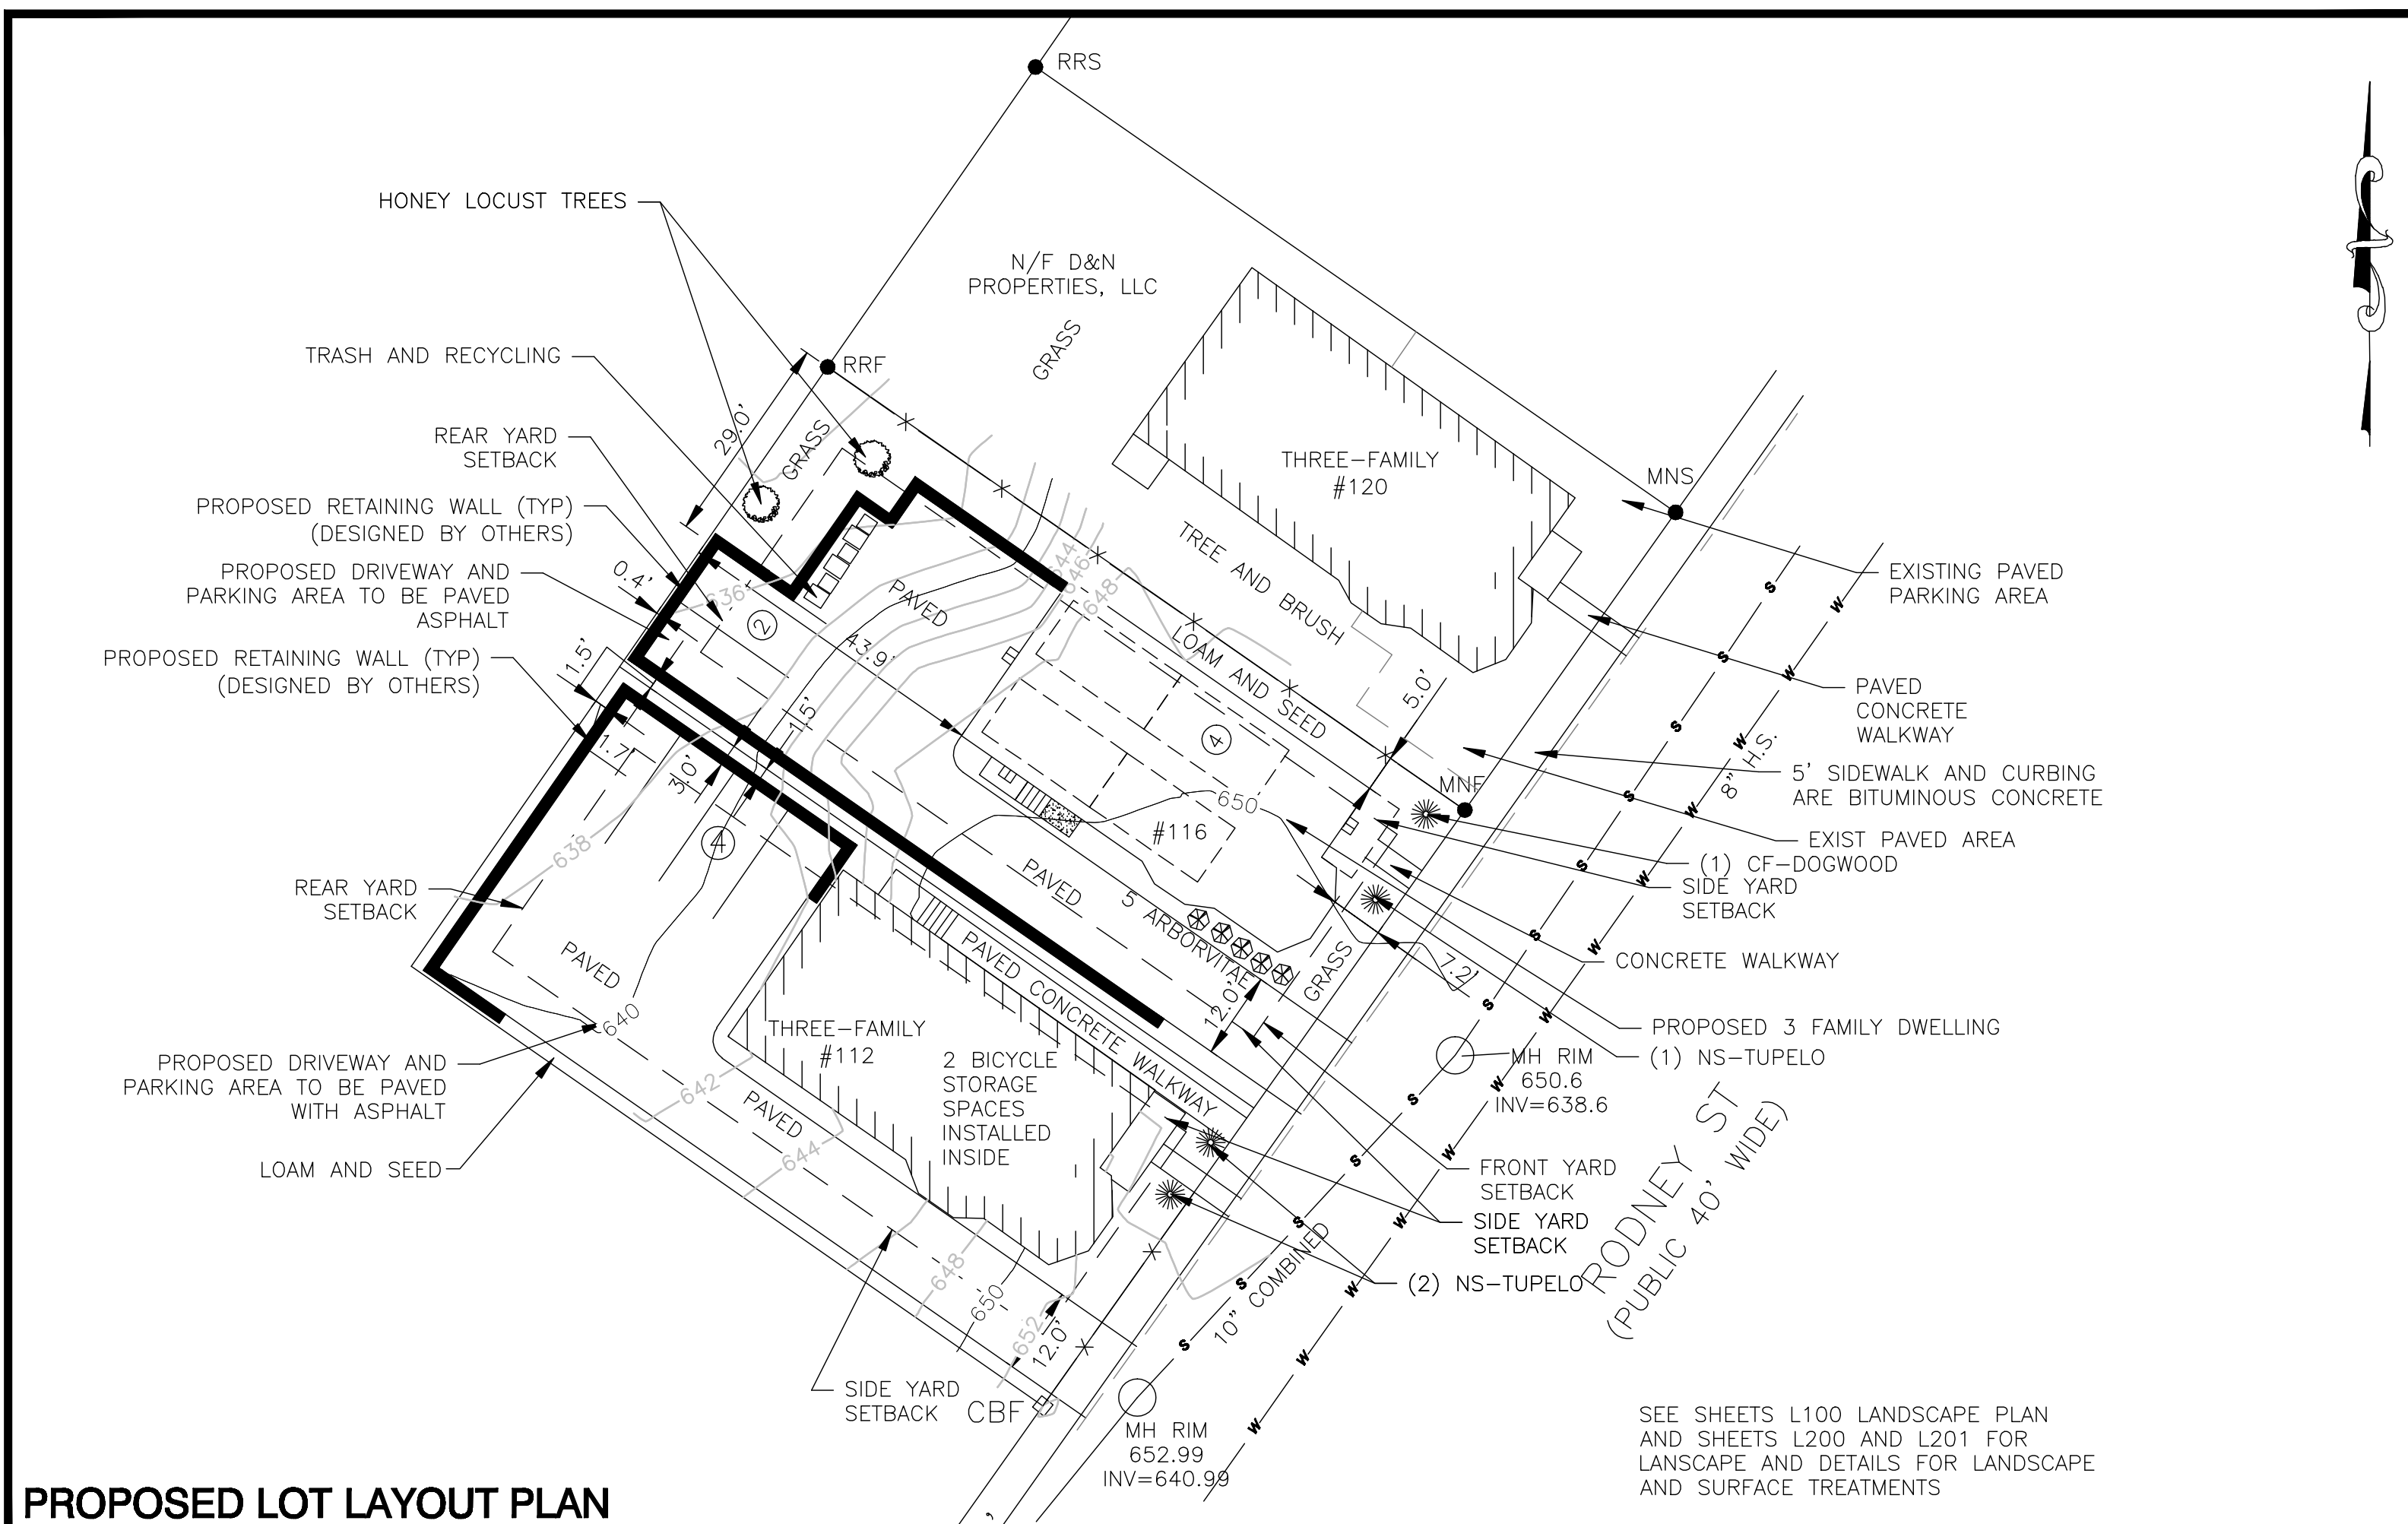 RRS
HONEY LOCUST TREES
N/F D&N
PROPERTIES, LLC
GRASS
TRASH AND RECYCLING
RRF
29.0'
GRASS
REAR YARD
SETBACK
THREE-FAMILY
#120
MNS
PROPOSED RETAINING WALL (TYP)
(DESIGNED BY OTHERS)
TREE AND BRUSH
0.4'
PROPOSED DRIVEWAY AND
PARKING AREA TO BE PAVED
ASPHALT
636
2
PAVED
644
646
648
EXISTING PAVED
PARKING AREA
S
W
PROPOSED RETAINING WALL (TYP)
(DESIGNED BY OTHERS)
1.5'
43.9'
LOAM AND SEED
5.0'
PAVED
CONCRETE
WALKWAY
1.7'
3.0'
1.5'
4
8" H.S.
5' SIDEWALK AND CURBING
ARE BITUMINOUS CONCRETE
MNF
650
#116
4
638
EXIST PAVED AREA
(1) CF-DOGWOOD
SIDE YARD
SETBACK
REAR YARD
SETBACK
PAVED
5 ARBORVITAE
PAVED
PAVED CONCRETE WALKWAY
GRASS
7.2'
CONCRETE WALKWAY
12.0'
640
THREE-FAMILY
#112
2 BICYCLE
STORAGE
SPACES
INSTALLED
INSIDE
PROPOSED 3 FAMILY DWELLING
(1) NS-TUPELO
MH RIM
650.6
INV=638.6
PROPOSED DRIVEWAY AND
PARKING AREA TO BE PAVED
WITH ASPHALT
642
PAVED
644
LOAM AND SEED
FRONT YARD
SETBACK
SIDE YARD
SETBACK
RODNEY ST
(PUBLIC 40' WIDE)
(2) NS-TUPELO
648
650
652
12.0'
10" COMBINED
SIDE YARD
SETBACK
CBF
MH RIM
652.99
INV=640.99
SEE SHEETS L100 LANDSCAPE PLAN
AND SHEETS L200 AND L201 FOR
LANSCAPE AND DETAILS FOR LANDSCAPE
AND SURFACE TREATMENTS
PROPOSED LOT LAYOUT PLAN